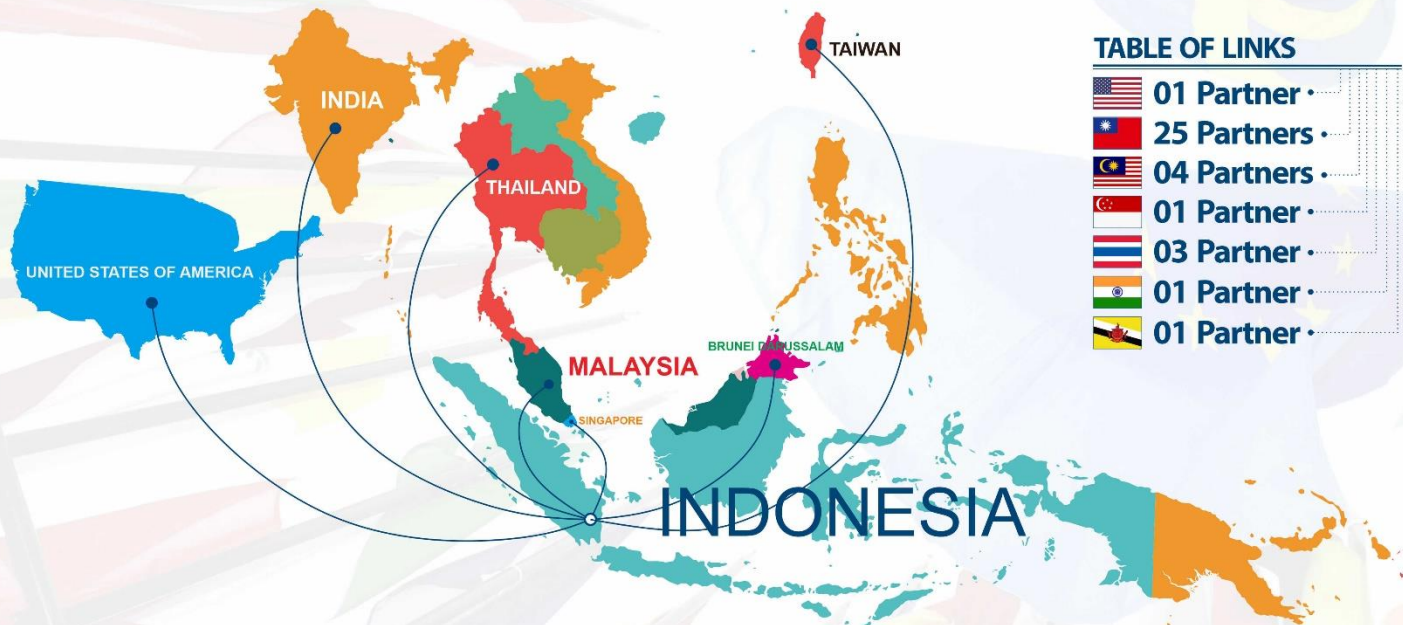 TAIWAN
INDIA
THAILAND
UNITED STATES OF AMERICA
BRUNEI DARUSSALAM
MALAYSIA
SINGAPORE
INDONESIA
TABLE OF LINKS
01 Partner
25 Partners
04 Partners
01 Partner
03 Partner
01 Partner
01 Partner